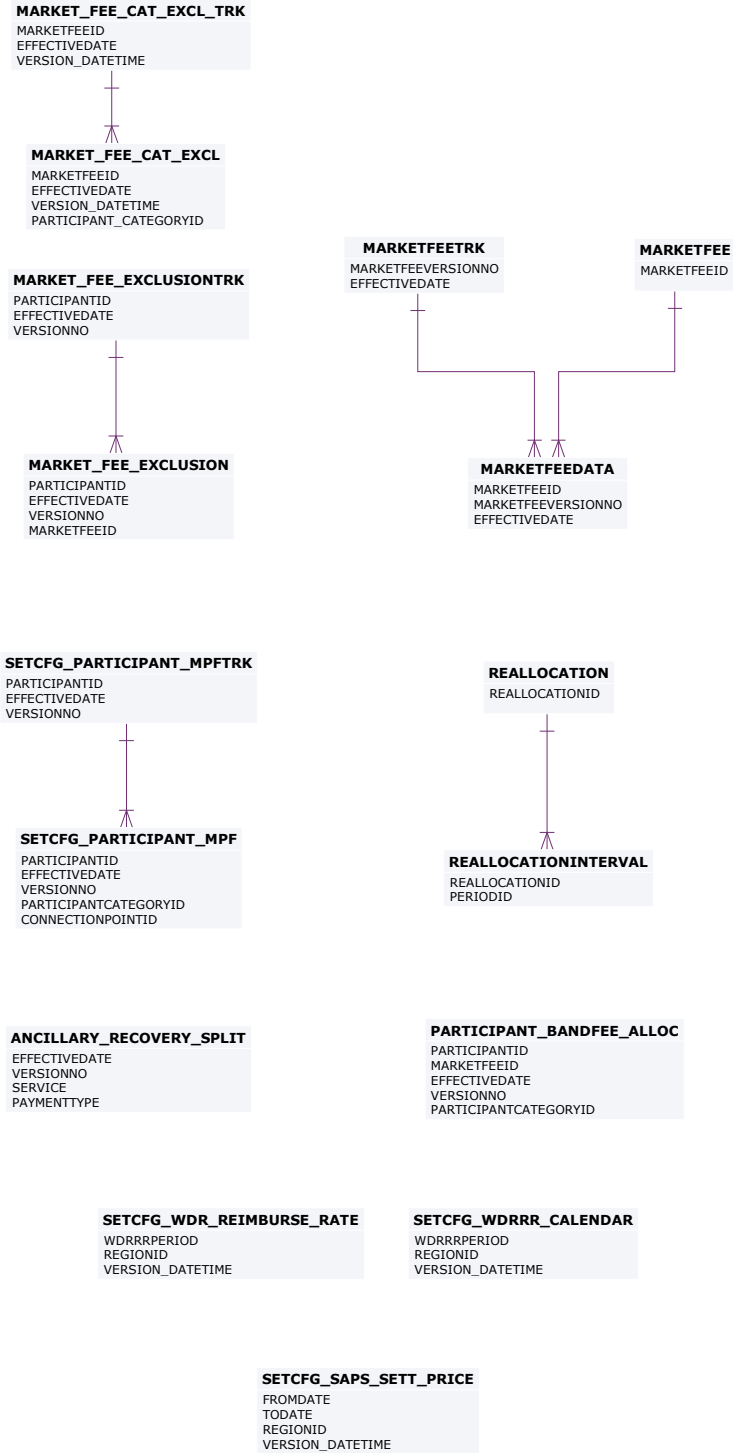 MARKET_FEE_CAT_EXCL_TRK
MARKETFEEID
EFFECTIVEDATE
VERSION_DATETIME
MARKET_FEE_CAT_EXCL
MARKETFEEID
EFFECTIVEDATE
VERSION_DATETIME
PARTICIPANT_CATEGORYID
MARKETFEETRK
MARKETFEEVERSIONNO
EFFECTIVEDATE
MARKETFEE
MARKETFEEID
MARKET_FEE_EXCLUSIONTRK
PARTICIPANTID
EFFECTIVEDATE
VERSIONNO
MARKET_FEE_EXCLUSION
PARTICIPANTID
EFFECTIVEDATE
VERSIONNO
MARKETFEEID
MARKETFEEDATA
MARKETFEEID
MARKETFEEVERSIONNO
EFFECTIVEDATE
SETCFG_PARTICIPANT_MPFTRK
PARTICIPANTID
EFFECTIVEDATE
VERSIONNO
REALLOCATION
REALLOCATIONID
SETCFG_PARTICIPANT_MPF
PARTICIPANTID
EFFECTIVEDATE
VERSIONNO
PARTICIPANTCATEGORYID
CONNECTIONPOINTID
REALLOCATIONINTERVAL
REALLOCATIONID
PERIODID
ANCILLARY_RECOVERY_SPLIT
EFFECTIVEDATE
VERSIONNO
SERVICE
PAYMENTTYPE
PARTICIPANT_BANDFEE_ALLOC
PARTICIPANTID
MARKETFEEID
EFFECTIVEDATE
VERSIONNO
PARTICIPANTCATEGORYID
SETCFG_WDR_REIMBURSE_RATE
WDRRRPERIOD
REGIONID
VERSION_DATETIME
SETCFG_WDRRR_CALENDAR
WDRRRPERIOD
REGIONID
VERSION_DATETIME
SETCFG_SAPS_SETT_PRICE
FROMDATE
TODATE
REGIONID
VERSION_DATETIME